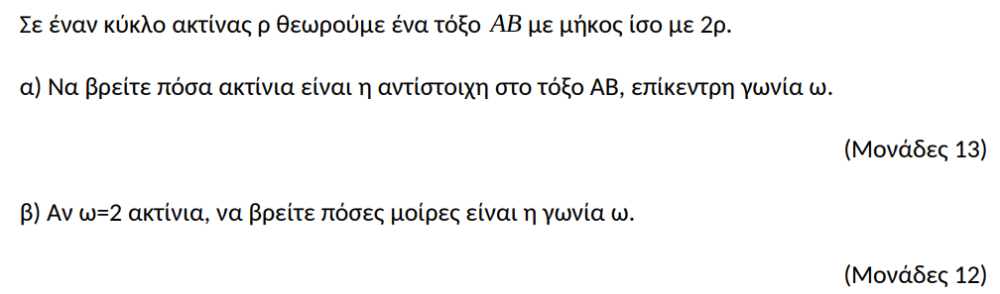 Σε έναν κύκλο ακτίνας ρ θεωρούμε ένα τόξο AB με μήκος ίσο με 2ρ.
α) Να βρείτε πόσα ακτίνια είναι η αντίστοιχη στο τόξο ΑΒ, επίκεντρη γωνία ω.
(Μονάδες 13)
β) Αν ω=2 ακτίνια, να βρείτε πόσες μοίρες είναι η γωνία ω.
(Μονάδες 12)